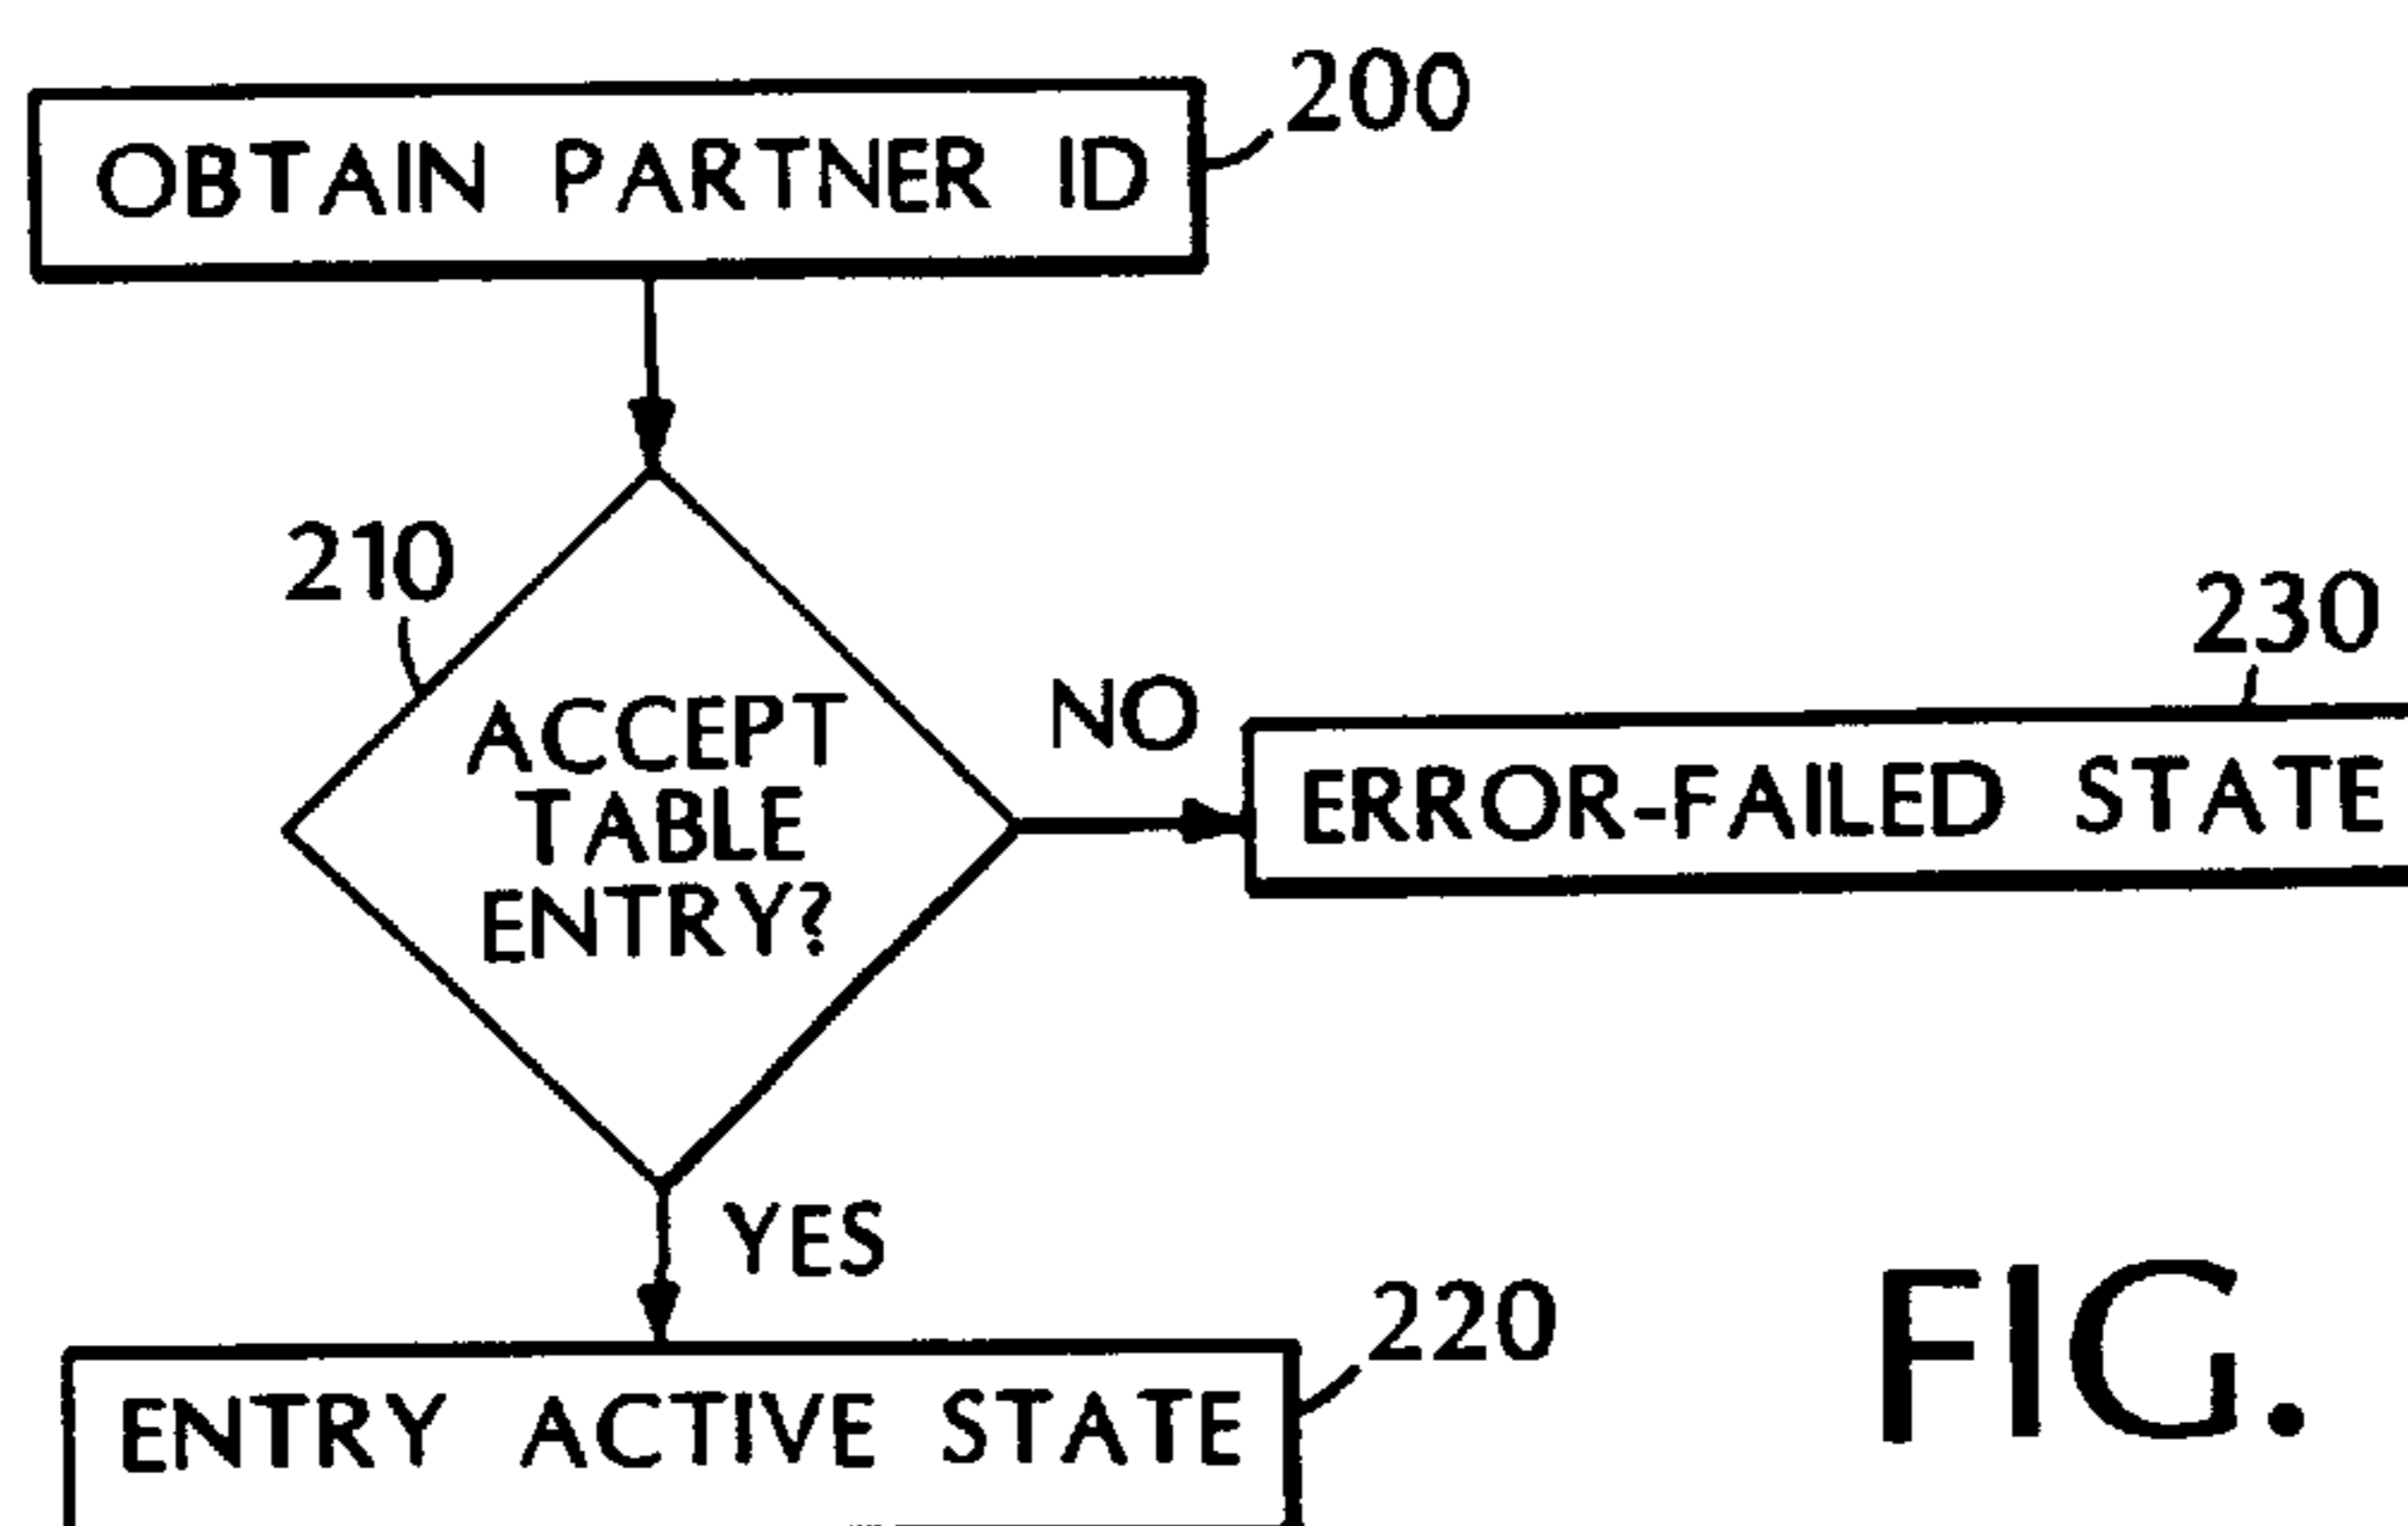 200
OBTAIN PARTNER ID
210
ACCEPT
TABLE
ENTRY?
NO
230
ERROR-FAILED STATE
YES
220
ENTRY ACTIVE STATE
FIG.